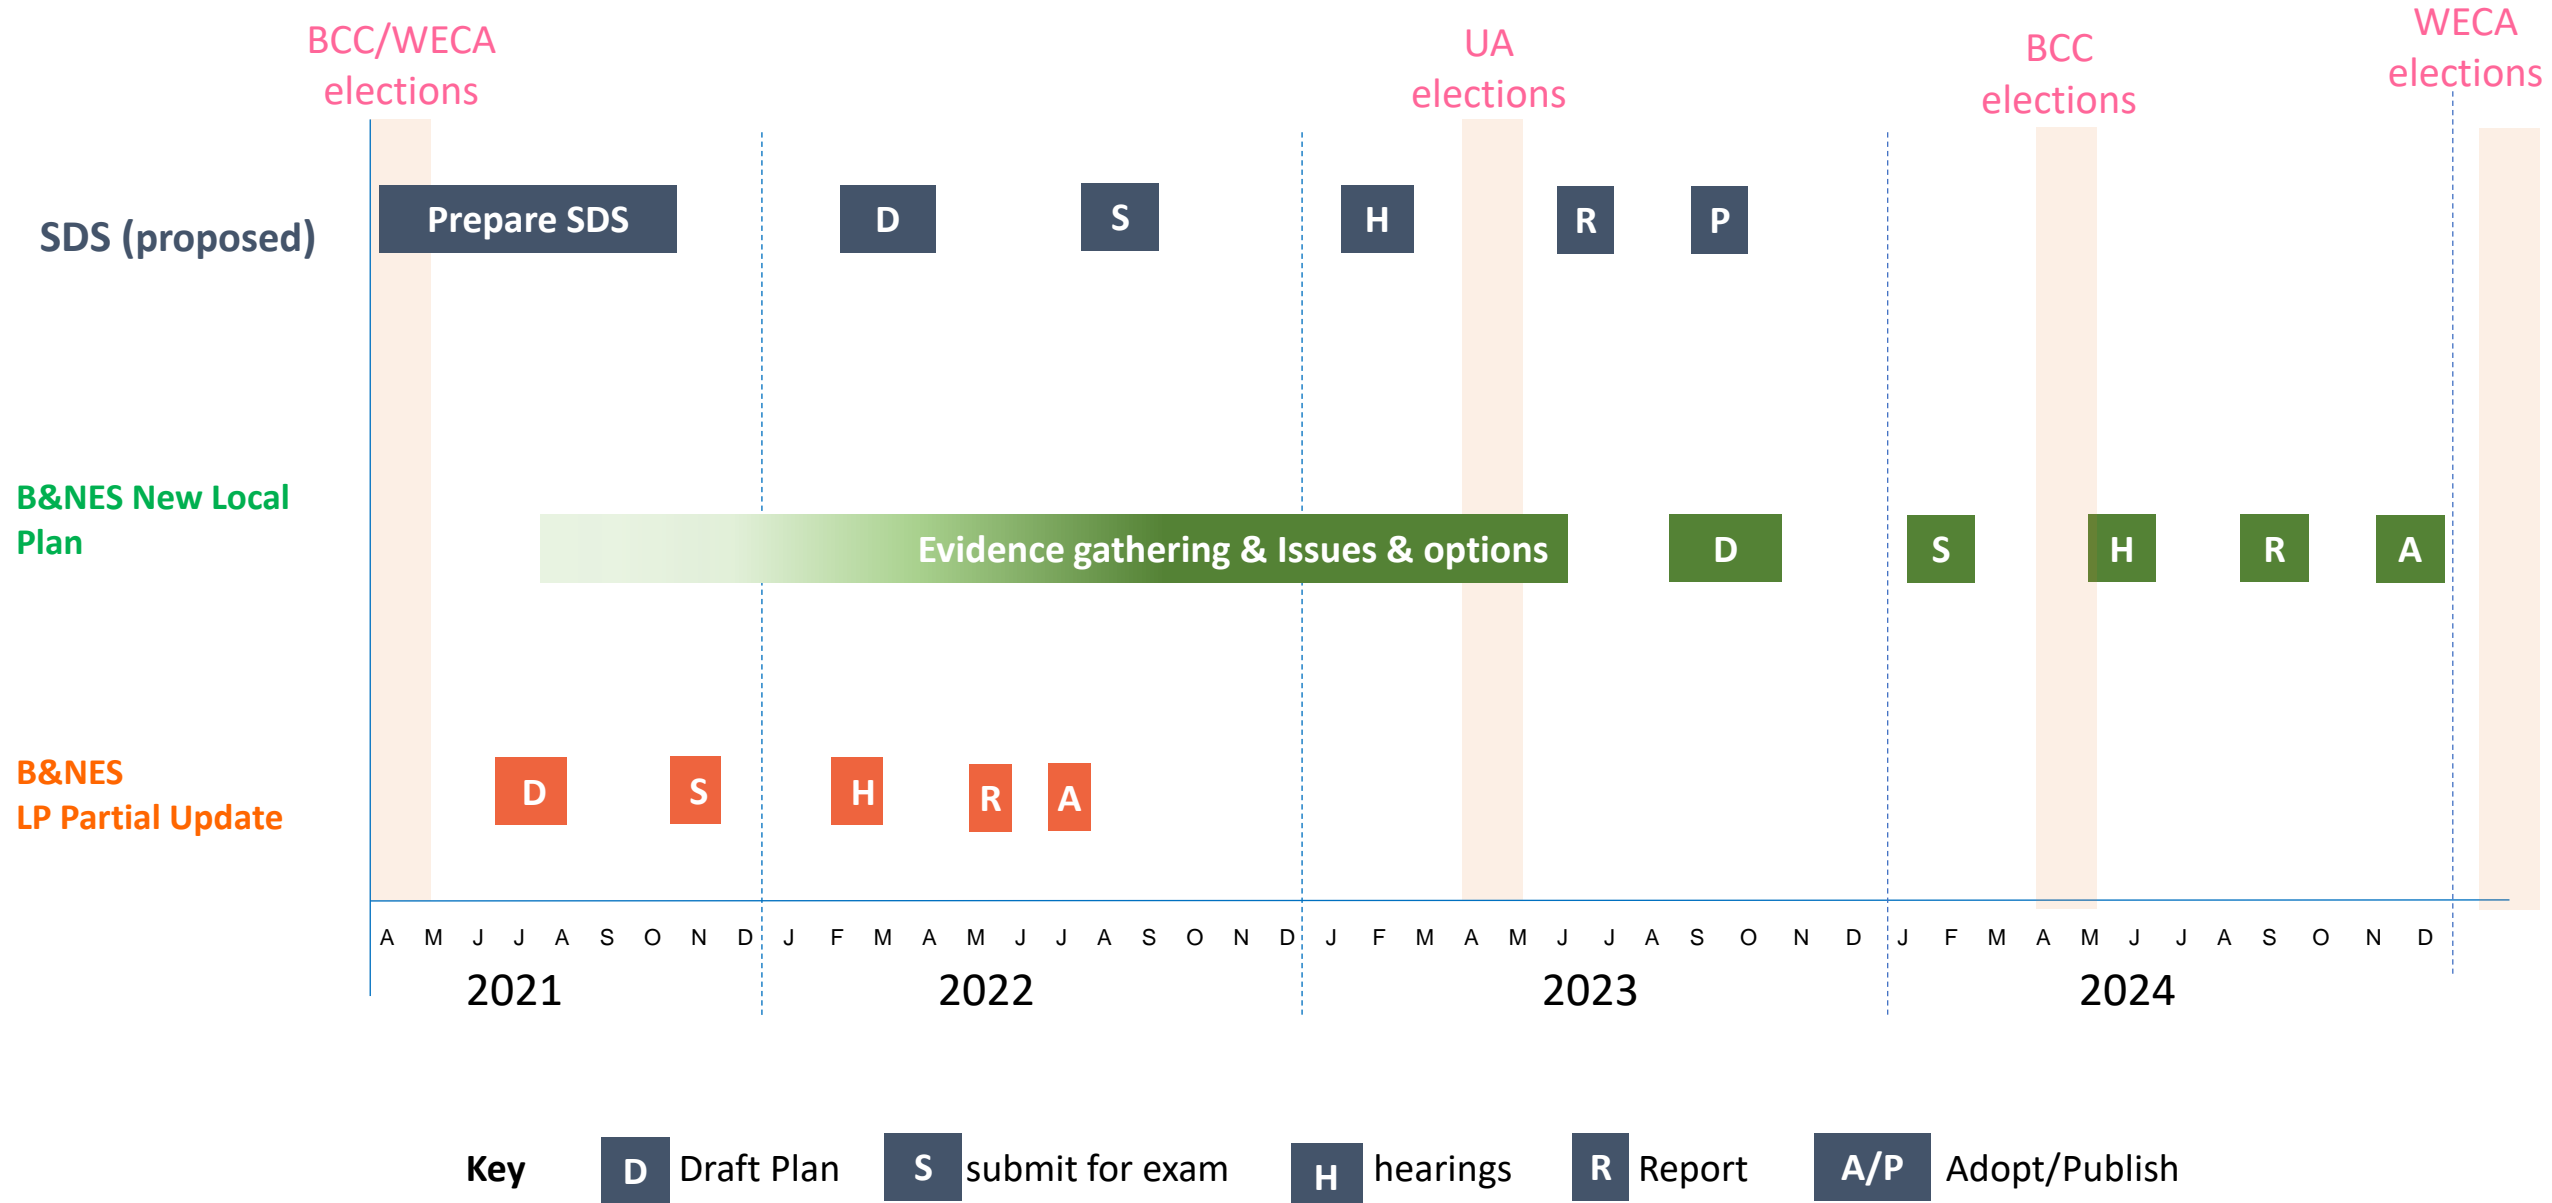 BCC/WECA
elections
UA
elections
BCC
elections
WECA
elections
SDS (proposed)
Prepare SDS
D
S
H
R
P
B&NES New Local
Plan
Evidence gathering & Issues & options
D
S
H
R
A
B&NES
LP Partial Update
D
S
H
R
A
A M J J A S O N D J F M A M J J A S O N D J F M A M J J A S O N D J F M A M J J A S O N D
2021 2022 2023 2024
Key D Draft Plan S submit for exam H hearings R Report A/P Adopt/Publish